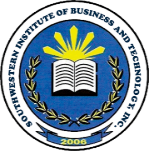 SOUTHWESTERN INSTITUTE OF BUSINESS AND TECHNOLOGY, INC.
2006